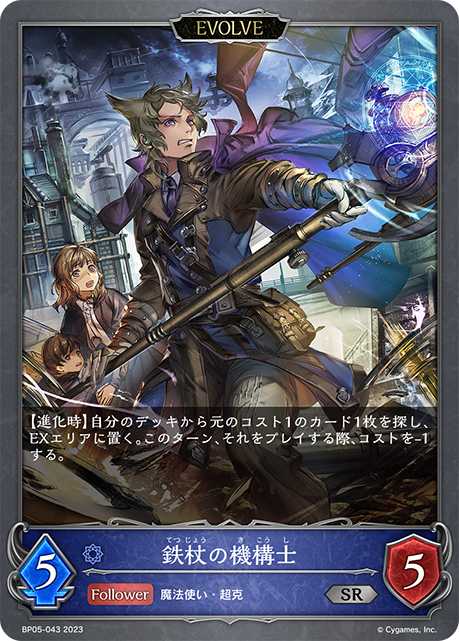 EVOLVE
【進化時】自分のデッキから元のコスト1のカード1枚を探し、
EXエリアに置く。このターン、それをプレイする際、コストを-1
する。
てつじょう きこうし
鉄杖の機構士
5
5
Follower 魔法使い・超克
SR
BP05-043 2023
© Cygames, Inc.